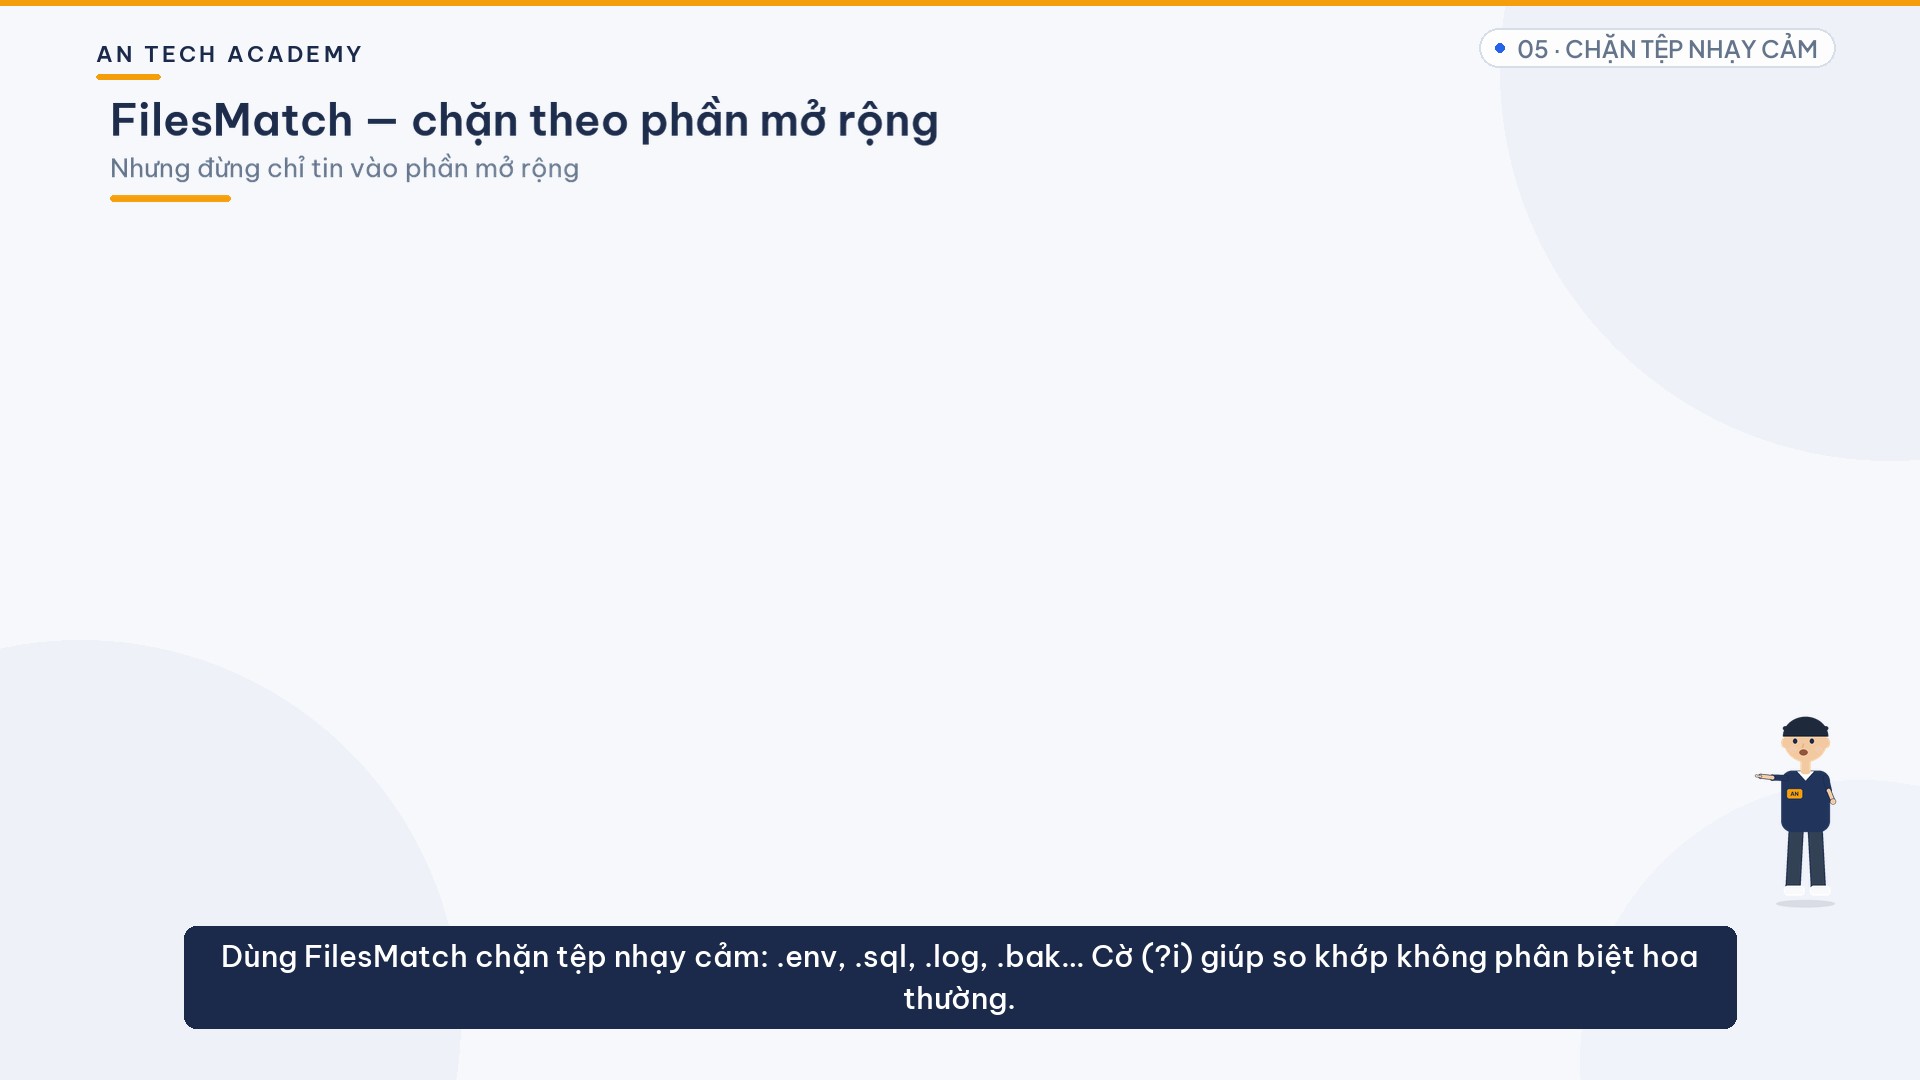 AN TECH ACADEMY
05 · CHẶN TỆP NHẠY CẢM
FilesMatch — chặn theo phần mở rộng
Nhưng đừng chỉ tin vào phần mở rộng
AN
Dùng FilesMatch chặn tệp nhạy cảm: .env, .sql, .log, .bak... Cờ (?i) giúp so khớp không phân biệt hoa
thường.